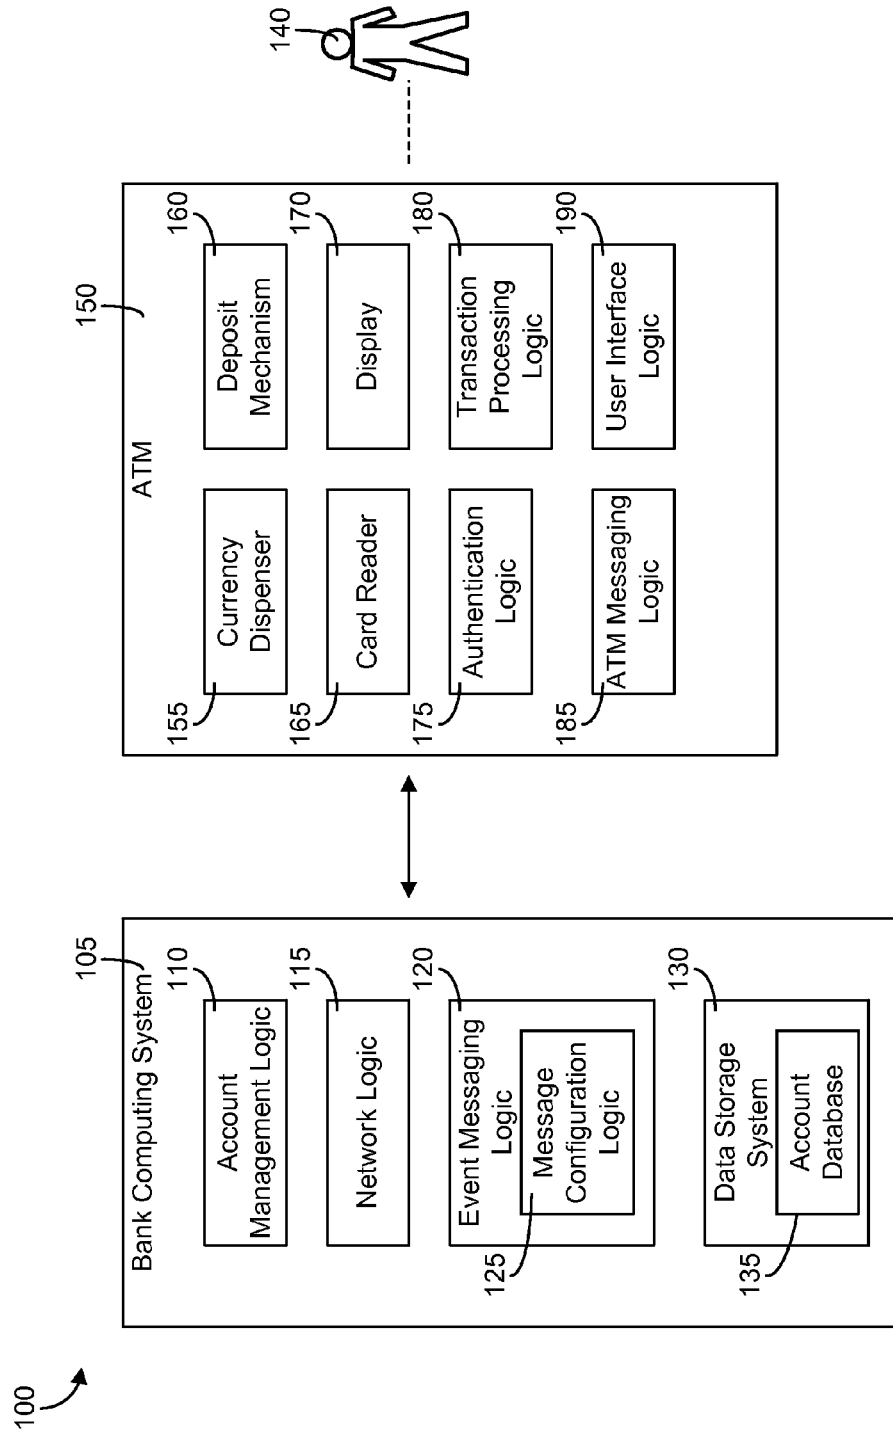 100
Bank Computing System
105
Account
Management Logic
110
Network Logic
115
Event Messaging
Logic
120
Message
Configuration
Logic
125
Data Storage
System
130
Account
Database
135
ATM
150
Currency
Dispenser
155
Deposit
Mechanism
160
Card Reader
165
Display
170
Authentication
Logic
175
Transaction
Processing
Logic
180
ATM Messaging
Logic
185
User Interface
Logic
190
140